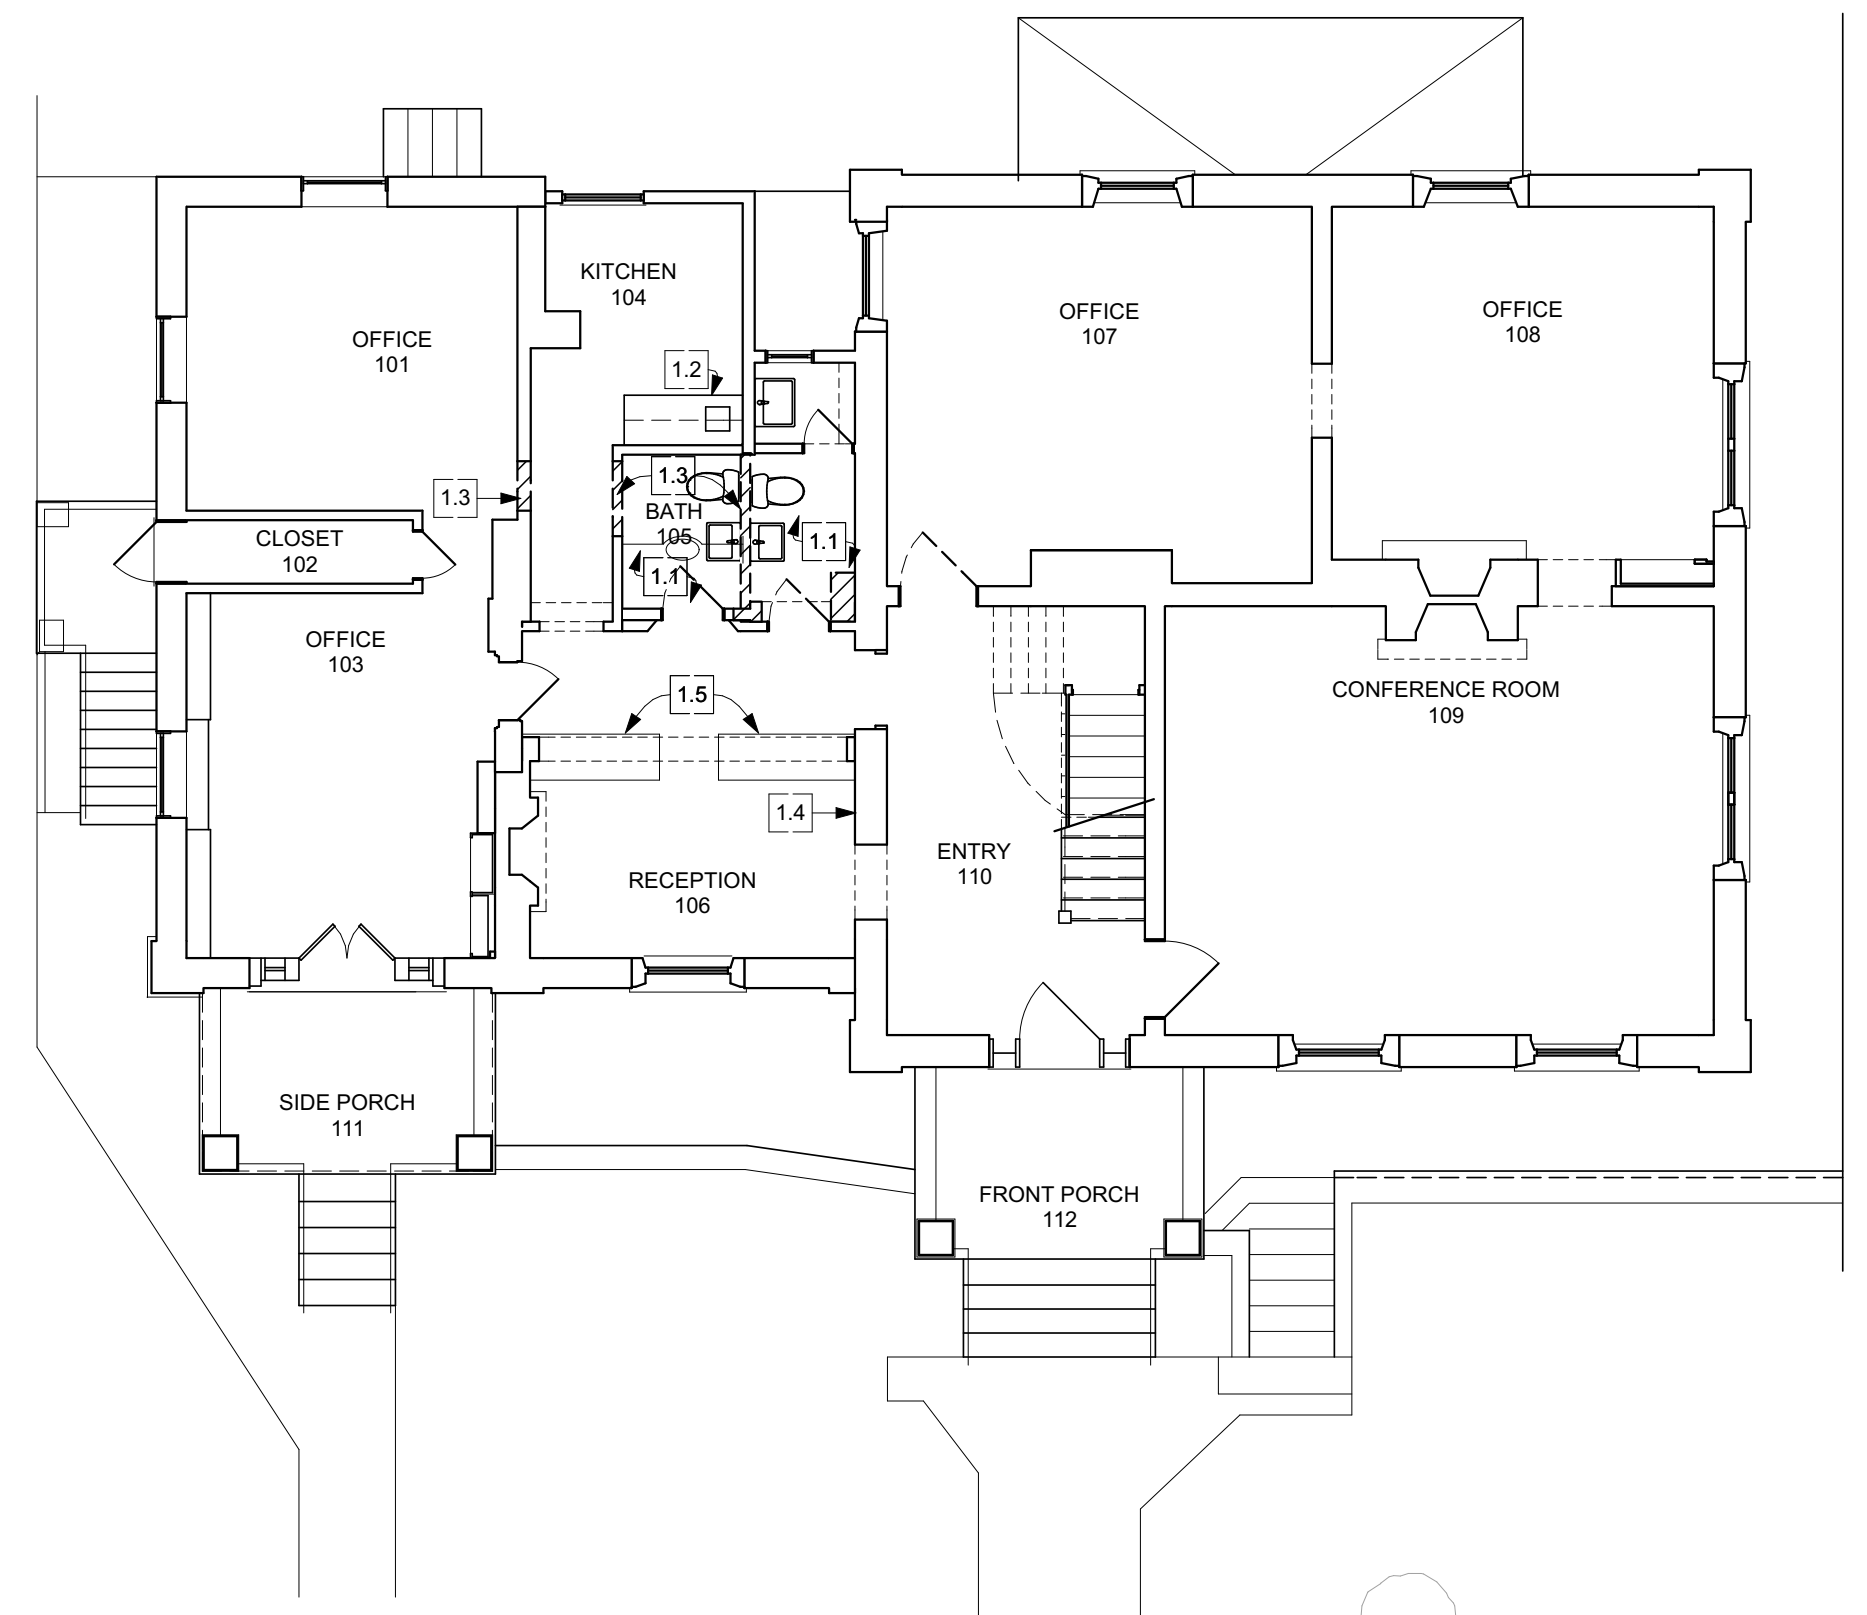 KITCHEN
104
OFFICE
107
OFFICE
108
OFFICE
101
1.2
1.3
1.3
BATH
105
1.1
1.1
CLOSET
102
OFFICE
103
1.5
CONFERENCE ROOM
109
1.4
ENTRY
110
RECEPTION
106
SIDE PORCH
111
FRONT PORCH
112